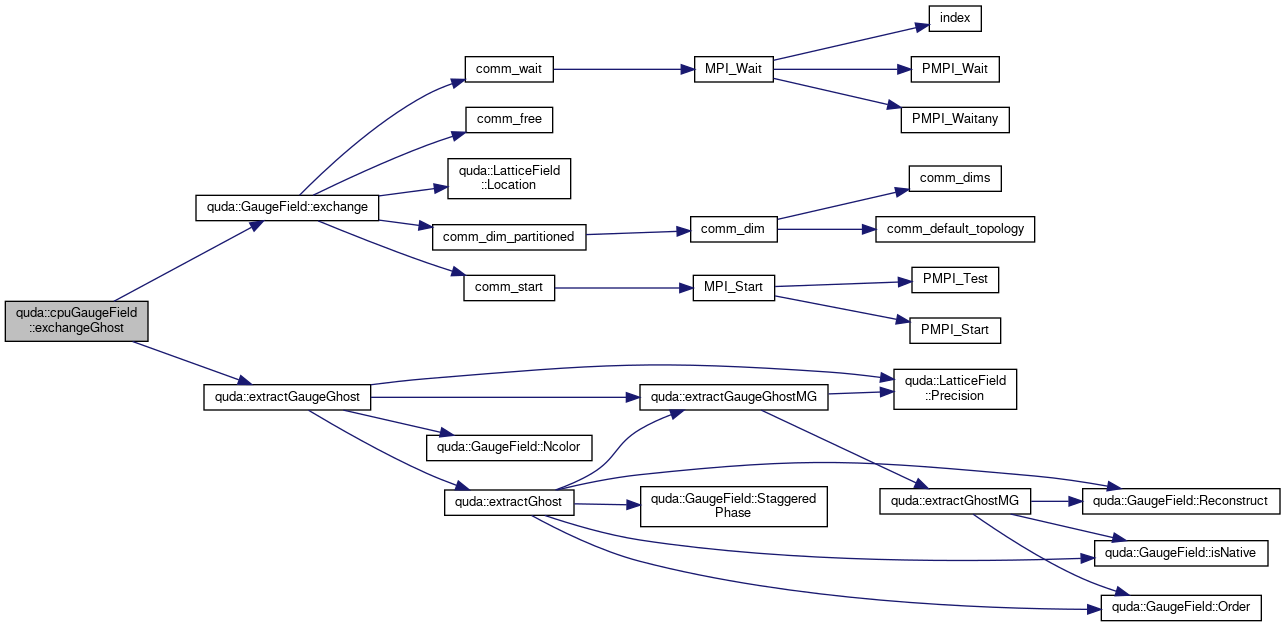 index
comm_wait
MPI_Wait
PMPI_Wait
comm_free
PMPI_Waitany
quda::LatticeField
::Location
comm_dims
quda::GaugeField::exchange
comm_dim_partitioned
comm_dim
comm_default_topology
comm_start
MPI_Start
PMPI_Test
quda::cpuGaugeField
::exchangeGhost
PMPI_Start
quda::extractGaugeGhost
quda::extractGaugeGhostMG
quda::LatticeField
::Precision
quda::GaugeField::Ncolor
quda::extractGhost
quda::GaugeField::Staggered
Phase
quda::extractGhostMG
quda::GaugeField::Reconstruct
quda::GaugeField::isNative
quda::GaugeField::Order